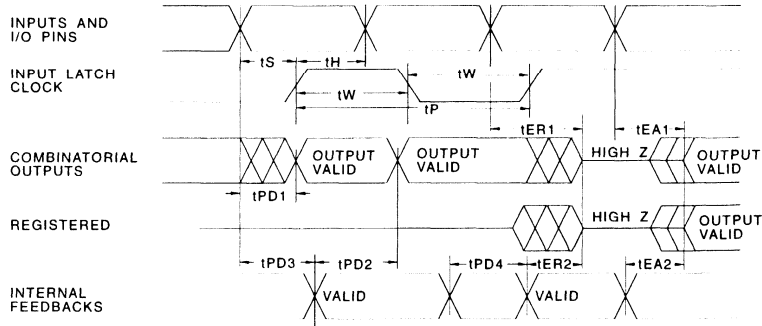 INPUTS AND
I/O PINS
tS tH
INPUT LATCH
CLOCK
tW
tW
tP
tER1 tEA1
COMBINATORIAL
OUTPUTS
OUTPUT
VALID
OUTPUT
VALID
HIGH Z
OUTPUT
VALID
tPD1
REGISTERED
HIGH Z
OUTPUT
VALID
tPD3 tPD2 tPD4 tER2 tEA2
INTERNAL
FEEDBACKS
VALID VALID